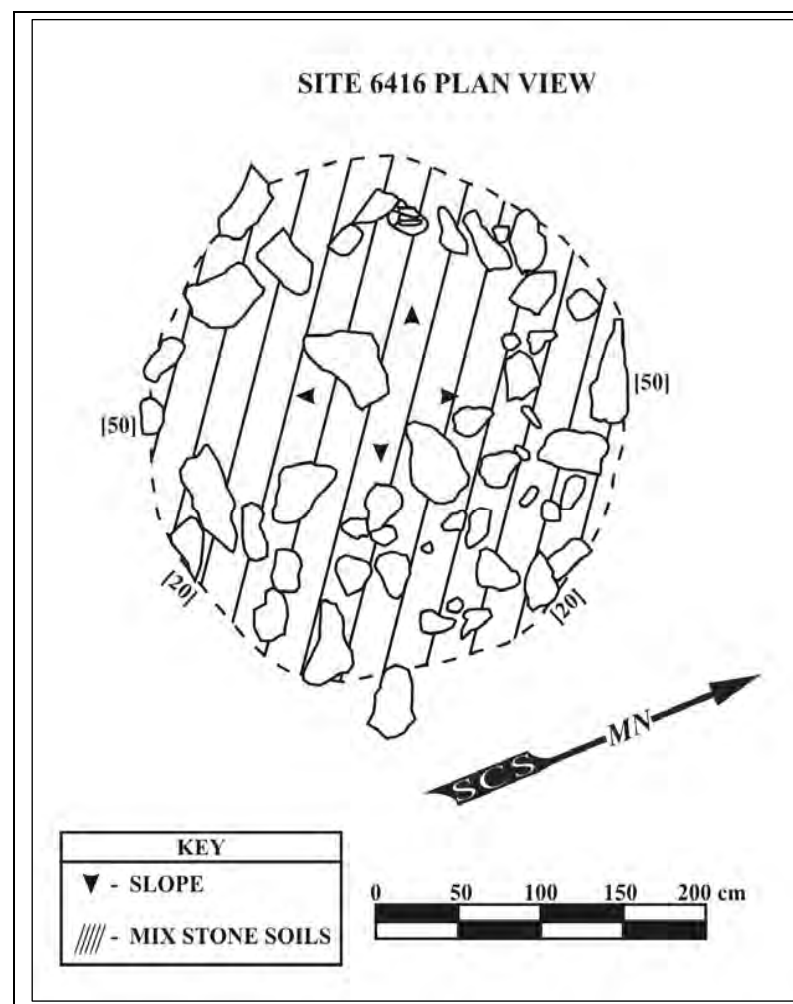 SITE 6416 PLAN VIEW
[50]
[50]
[20]
[20]
SCS MN
KEY
- SLOPE
- MIX STONE SOILS
0 50 100 150 200 cm